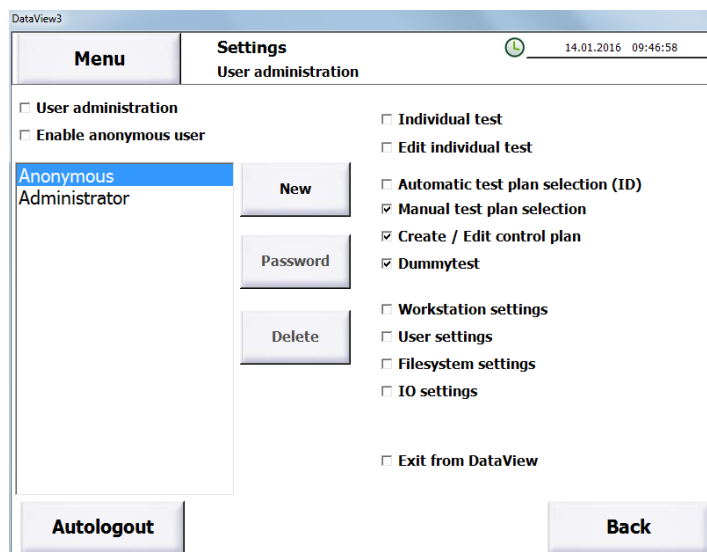 DataView3
Menu
Settings
User administration
14.01.2016 09:46:58
User administration
Enable anonymous user
Anonymous
Administrator
New
Password
Delete
Individual test
Edit individual test
Automatic test plan selection (ID)
Manual test plan selection
Create / Edit control plan
Dummytest
Workstation settings
User settings
Filesystem settings
IO settings
Exit from DataView
Autologout
Back